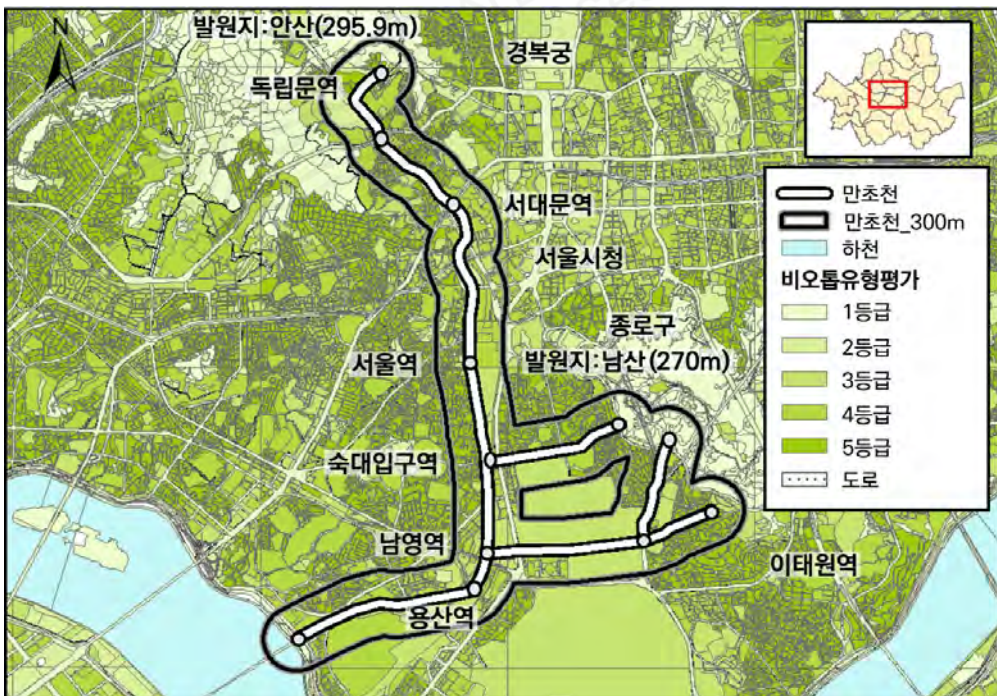 N
발원지:안산(295.9m)
경복궁
독립문역
서대문역
서울시청
종로구
발원지:남산(270m)
서울역
숙대입구역
남영역
이태원역
용산역
만초천
만초천_300m
하천
비오톱유형평가
1등급
2등급
3등급
4등급
5등급
도로